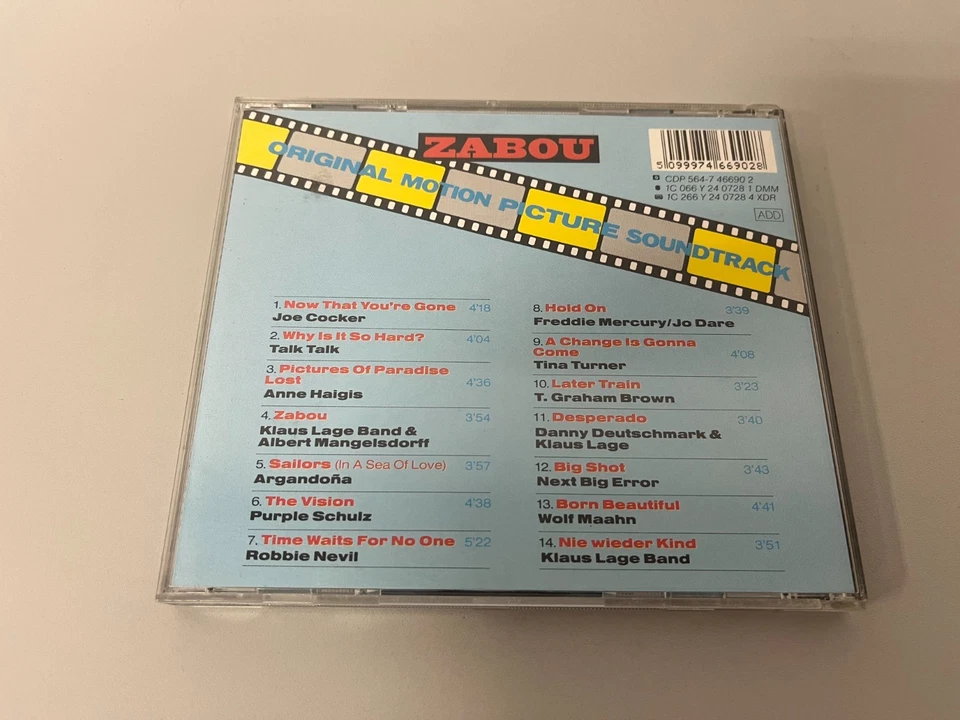 ZABOU
ORIGINAL MOTION PICTURE SOUNDTRACK
5 099974 669028
CDP 564-7 46690 2
1C 066 Y 24 0728 1 DMM
1C 266 Y 24 0728 4 XDR
ADD
1. Now That You're Gone 4'18
Joe Cocker
2. Why Is It So Hard? 4'04
Talk Talk
3. Pictures Of Paradise
Lost 4'36
Anne Haigis
4. Zabou 3'54
Klaus Lage Band &
Albert Mangelsdorff
5. Sailors (In A Sea Of Love) 3'57
Argandoña
6. The Vision 4'38
Purple Schulz
7. Time Waits For No One 5'22
Robbie Nevil
8. Hold On 3'39
Freddie Mercury/Jo Dare
9. A Change Is Gonna
Come 4'08
Tina Turner
10. Later Train 3'23
T. Graham Brown
11. Desperado 3'40
Danny Deutschmark &
Klaus Lage
12. Big Shot 3'43
Next Big Error
13. Born Beautiful 4'41
Wolf Maahn
14. Nie wieder Kind 3'51
Klaus Lage Band